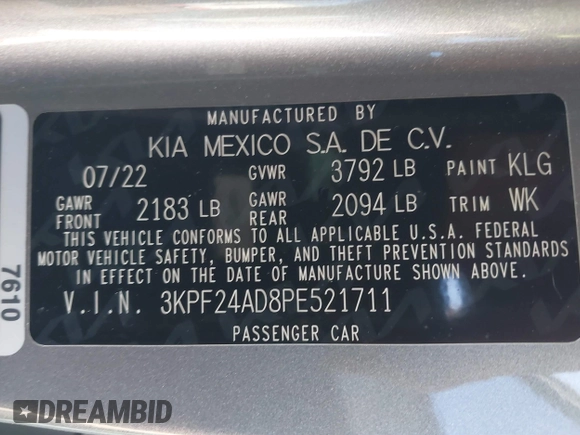 MANUFACTURED BY
KIA MEXICO S.A. DE C.V.
07/22 GVWR 3792 LB PAINT KLG
GAWR FRONT 2183 LB GAWR REAR 2094 LB TRIM WK
THIS VEHICLE CONFORMS TO ALL APPLICABLE U.S.A. FEDERAL
MOTOR VEHICLE SAFETY, BUMPER, AND THEFT PREVENTION STANDARDS
IN EFFECT ON THE DATE OF MANUFACTURE SHOWN ABOVE.
V.I.N. 3KPF24AD8PE521711
PASSENGER CAR
7610
DREAMBID